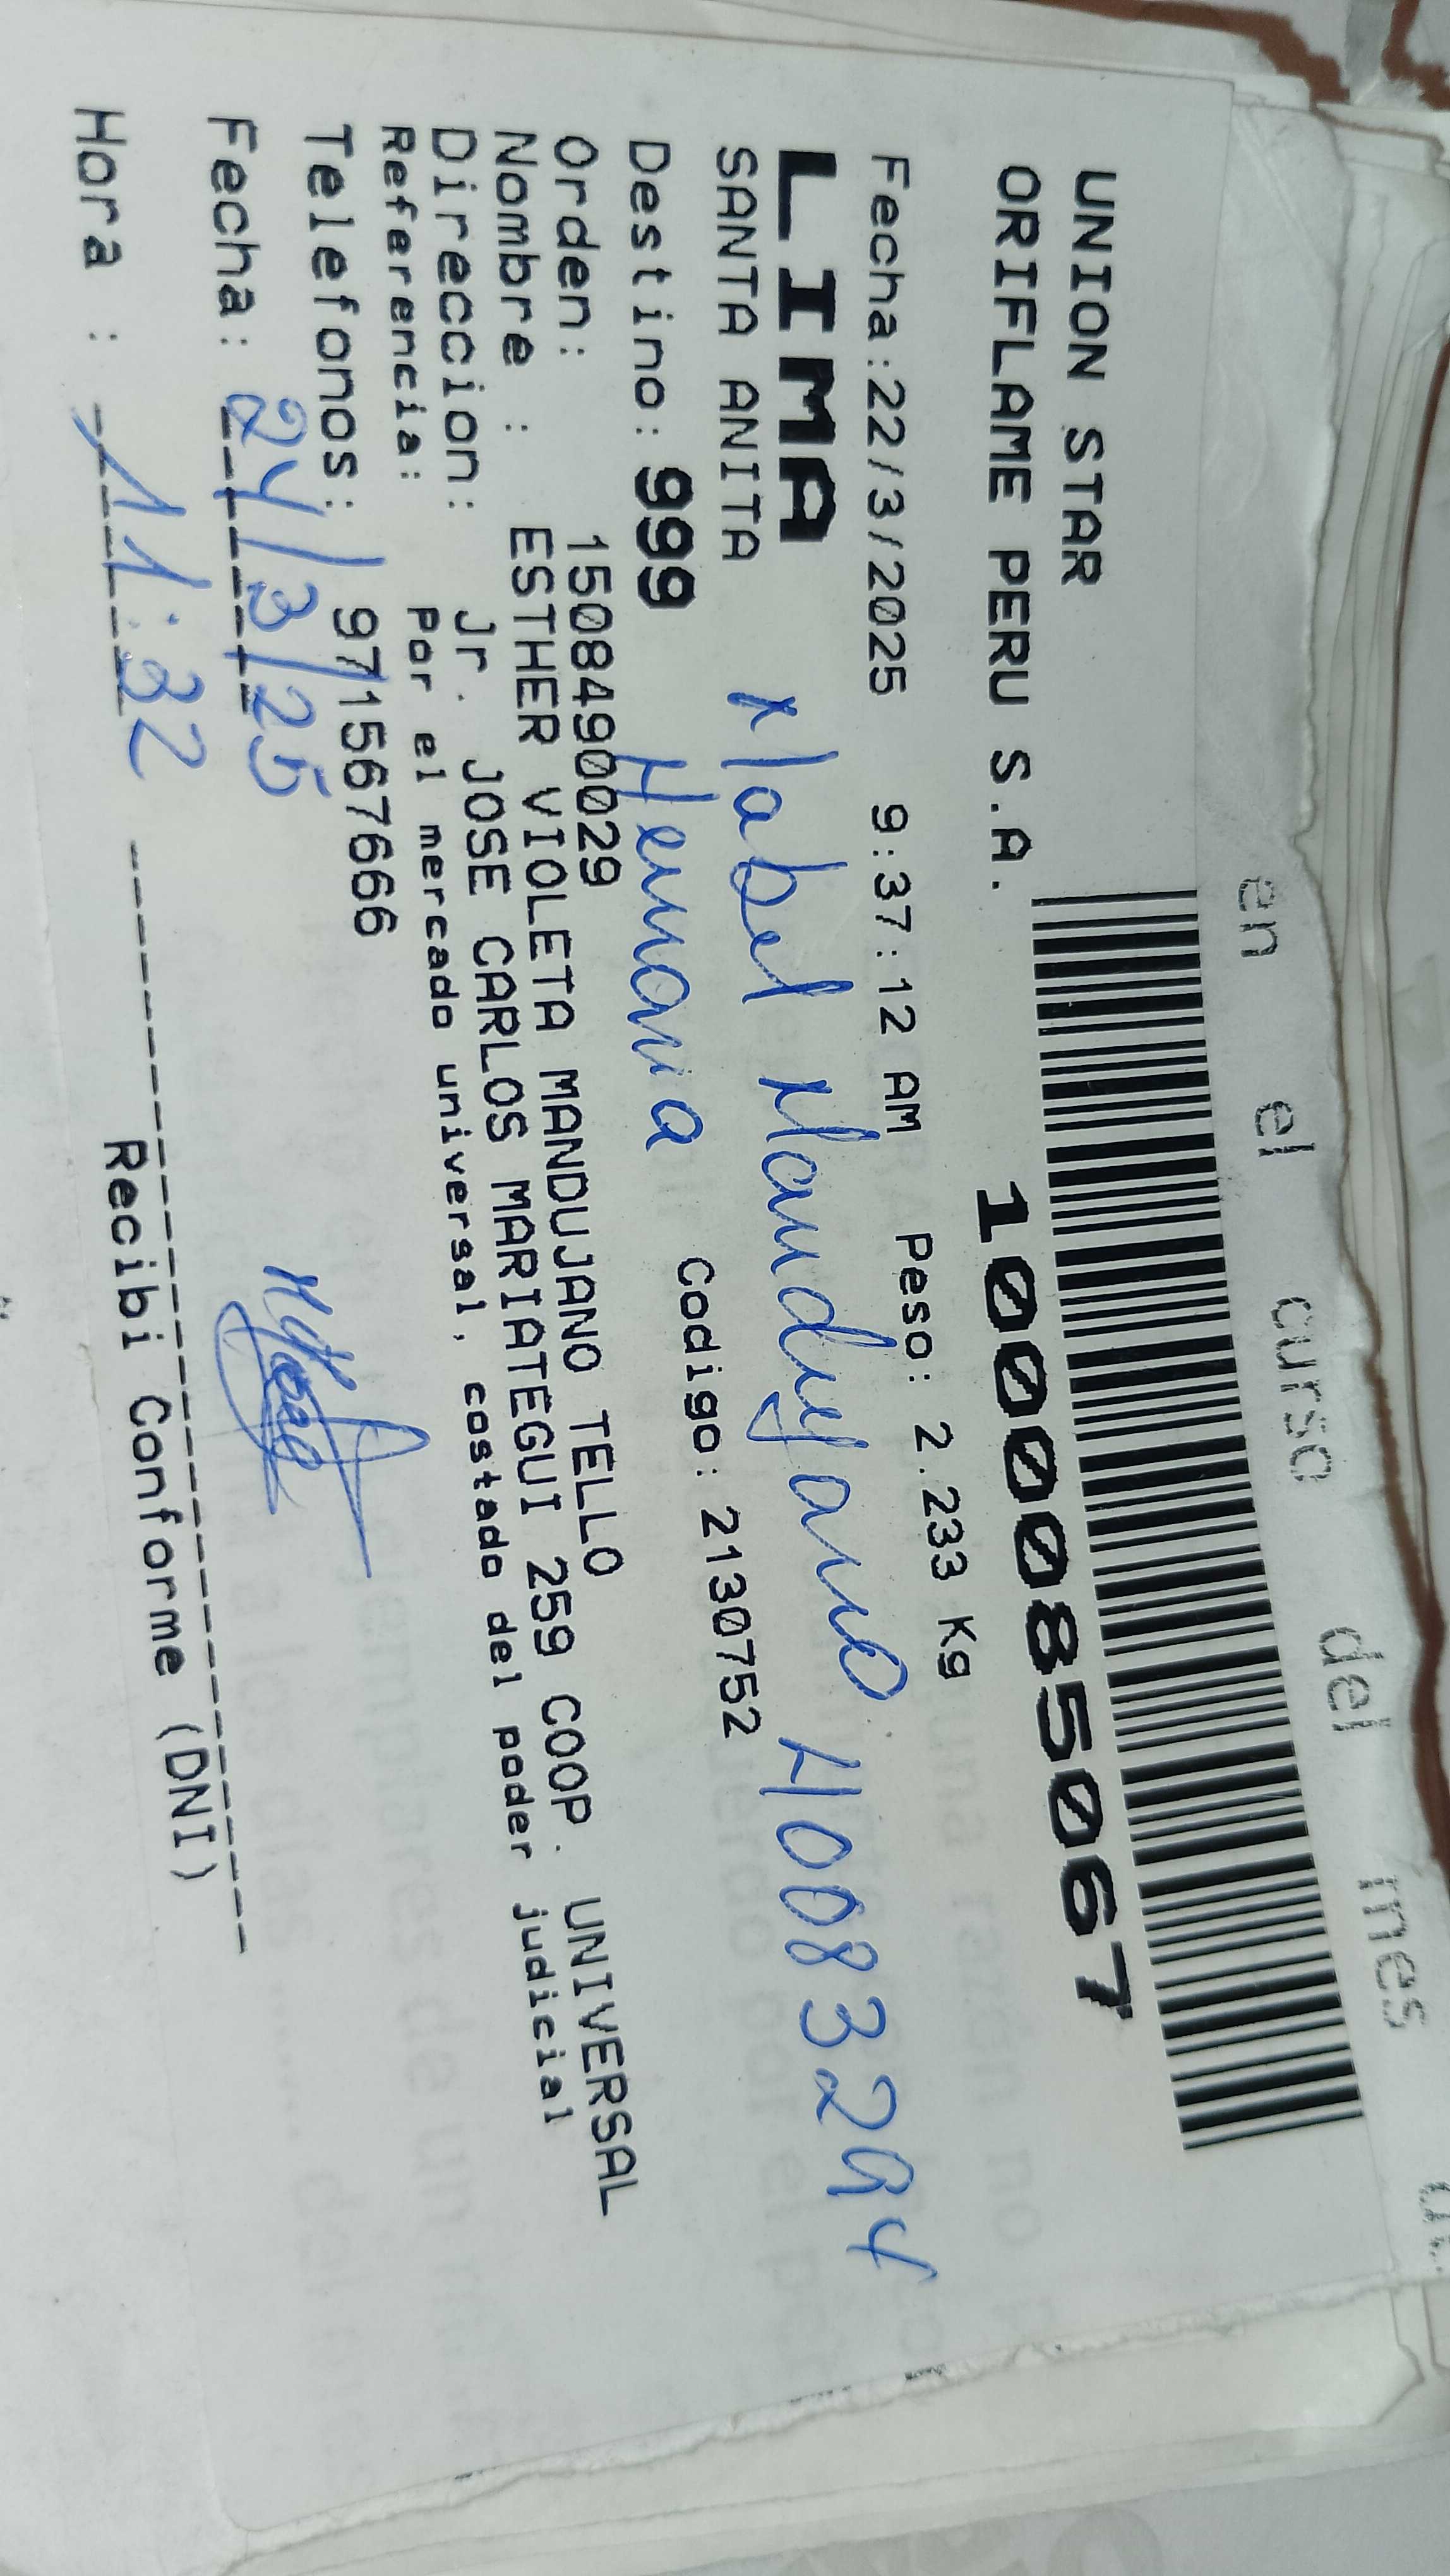 en el curso del mes
UNION STAR
ORIFLAME PERU S.A. 1000085067
Fecha:22/3/2025 9:37:12 AM Peso: 2.233 Kg
LIMA
SANTA ANITA Mabel Mandujano 410083294
Destino: 999 Hermana Codigo: 2130752
Orden: 1508490029
Nombre : ESTHER VIOLETA MANDUJANO TELLO
Direccion: Jr. JOSE CARLOS MARIATEGUI 259 COOP. UNIVERSAL
Referencia: Por el mercado universal, costado del poder judicial
Telefonos: 971567666
Fecha: 24/3/25
Hora : 11:32
Recibi Conforme (DNI)